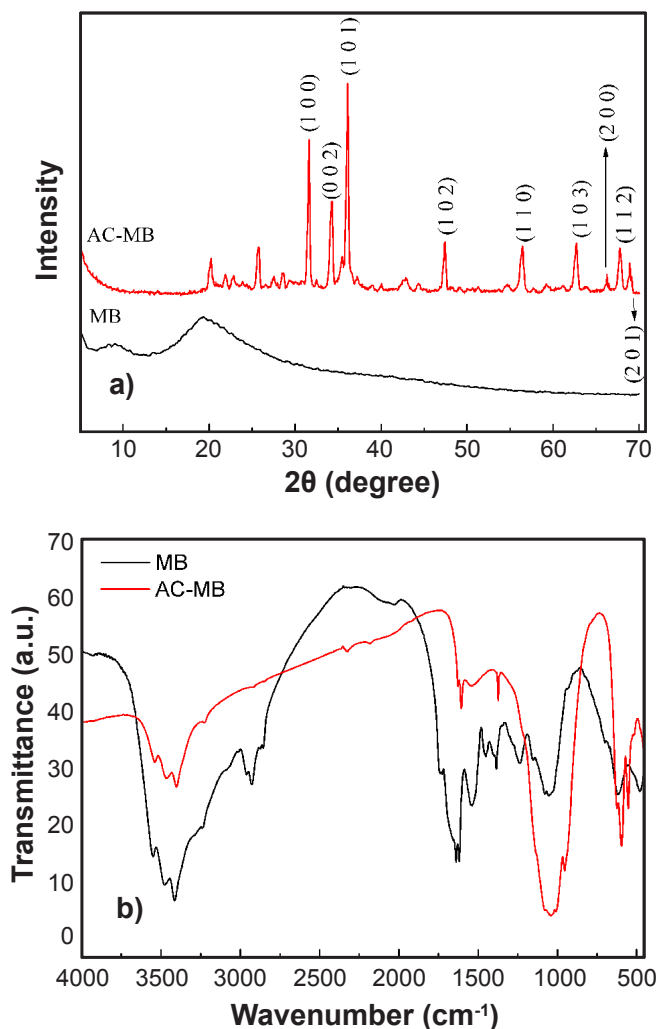 (1 0 0)
(0 0 2)
(1 0 1)
(1 0 2)
(1 1 0)
(1 0 3)
(2 0 0)
(1 1 2)
(2 0 1)
AC-MB
MB
Intensity
a)
10 20 30 40 50 60 70
2θ (degree)
70
60
50
40
30
20
10
0
MB
AC-MB
Transmittance (a.u.)
b)
4000 3500 3000 2500 2000 1500 1000 500
Wavenumber (cm⁻¹)